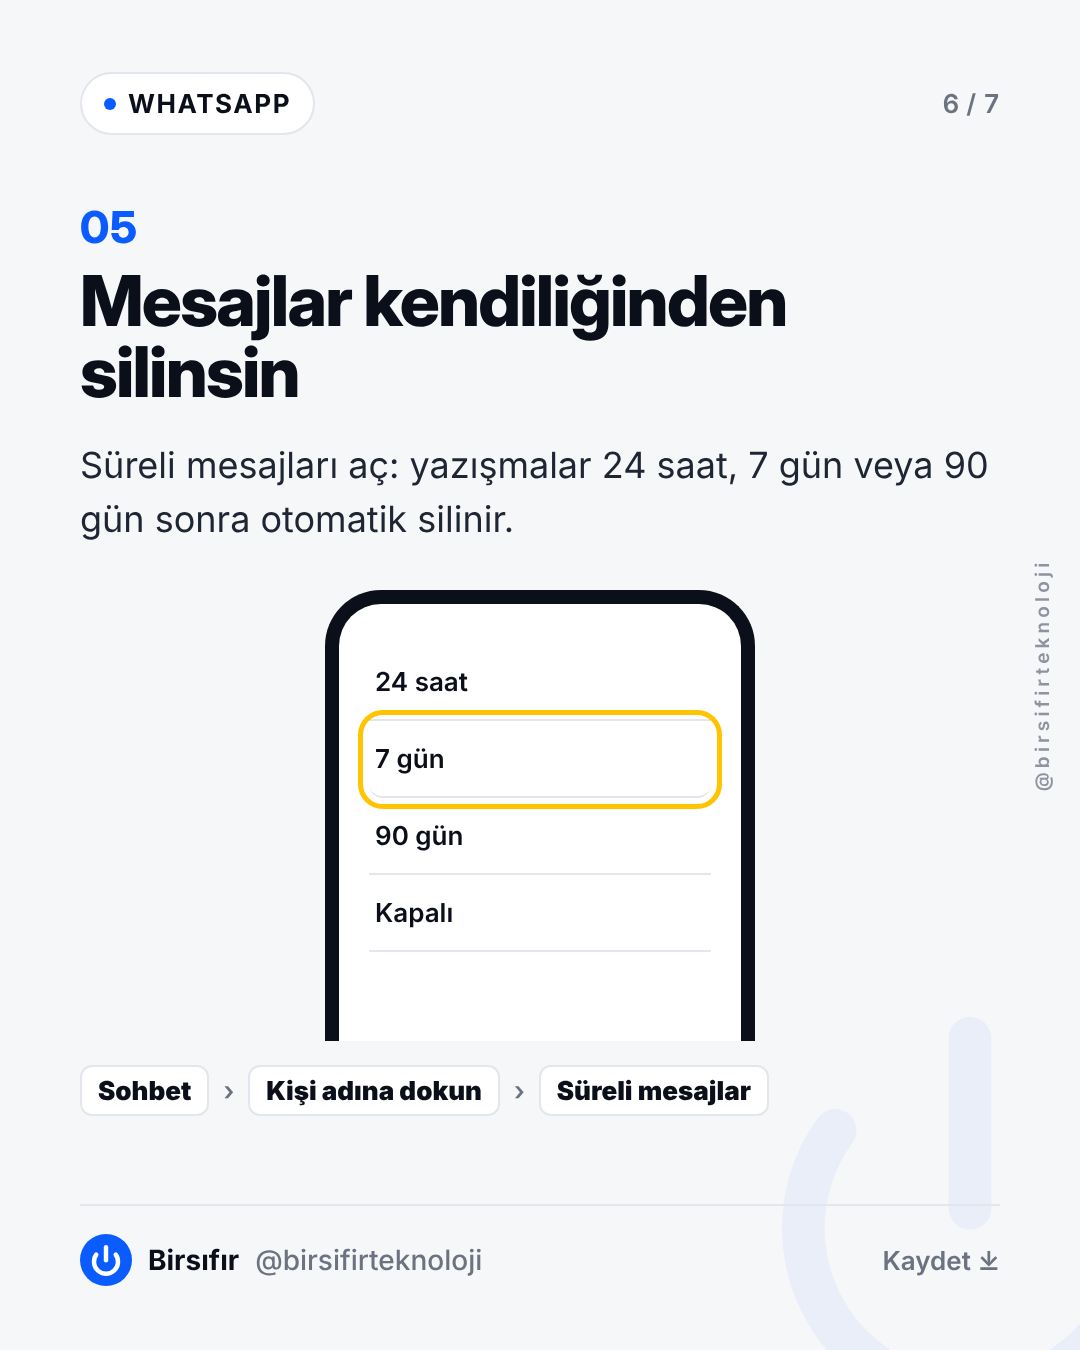 WHATSAPP
6 / 7
05
Mesajlar kendiliğinden
silinsin
Süreli mesajları aç: yazışmalar 24 saat, 7 gün veya 90
gün sonra otomatik silinir.
@birsifirteknoloji
24 saat
7 gün
90 gün
Kapalı
Sohbet › Kişi adına dokun › Süreli mesajlar
Birsıfır @birsifirteknoloji
Kaydet